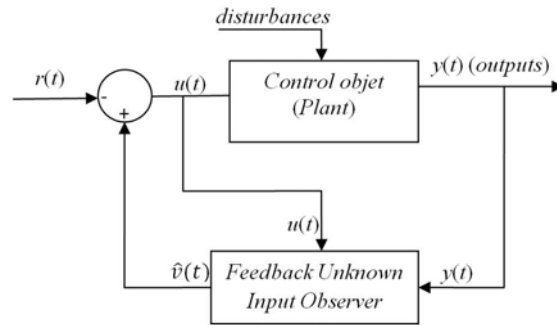 disturbances
r(t)
-
+
u(t)
Control objet
(Plant)
y(t) (outputs)
u(t)
v̂(t)
Feedback Unknown
Input Observer
y(t)